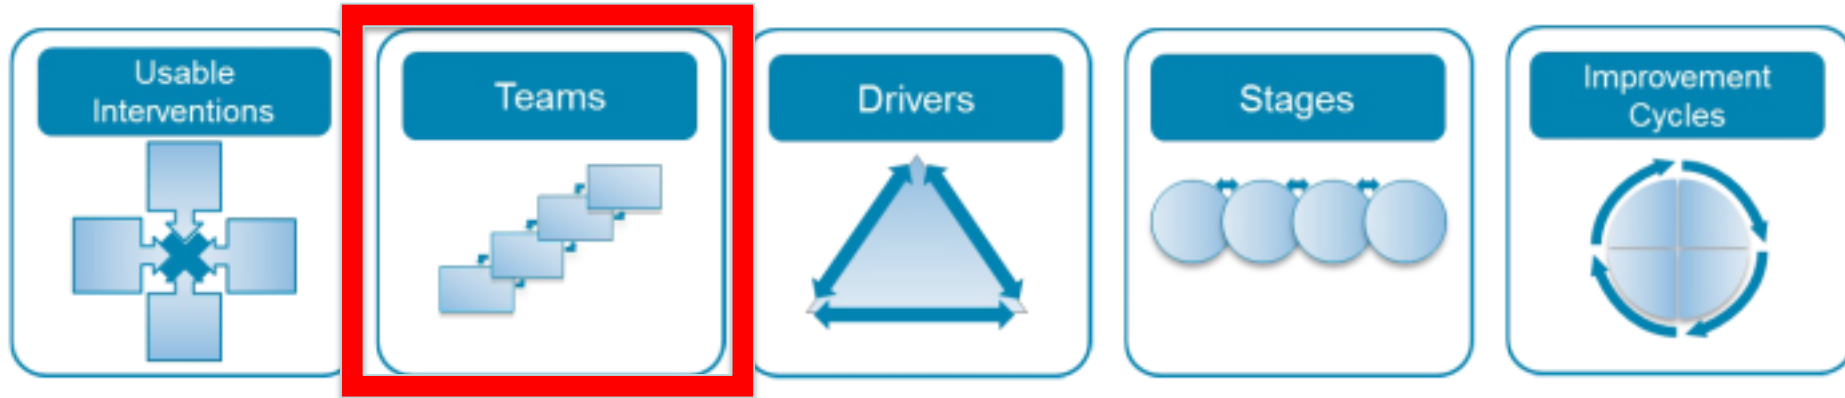 Usable
Interventions
Teams
Drivers
Stages
Improvement
Cycles